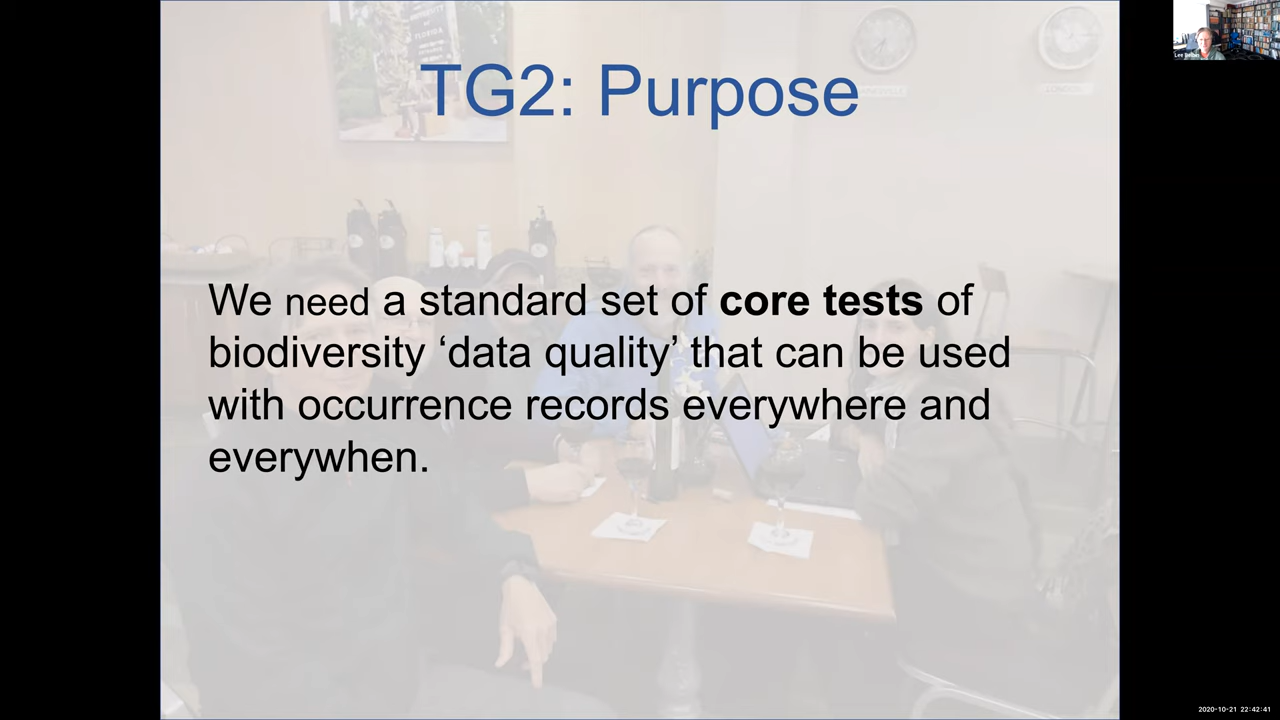 TG2: Purpose
We need a standard set of core tests of
biodiversity ‘data quality’ that can be used
with occurrence records everywhere and
everywhen.
2020-10-21 22:42:41